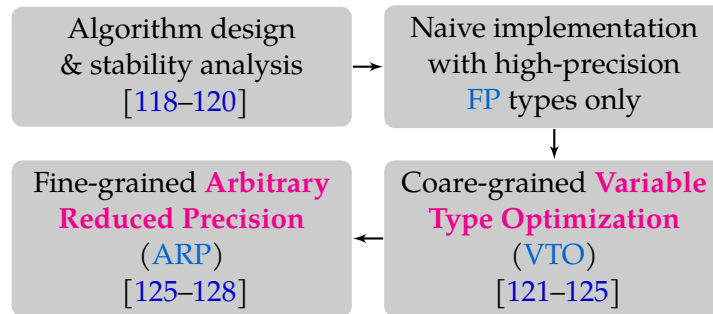 Algorithm design
& stability analysis
[118–120]
Naive implementation
with high-precision
FP types only
Coare-grained Variable
Type Optimization
(VTO)
[121–125]
Fine-grained Arbitrary
Reduced Precision
(ARP)
[125–128]